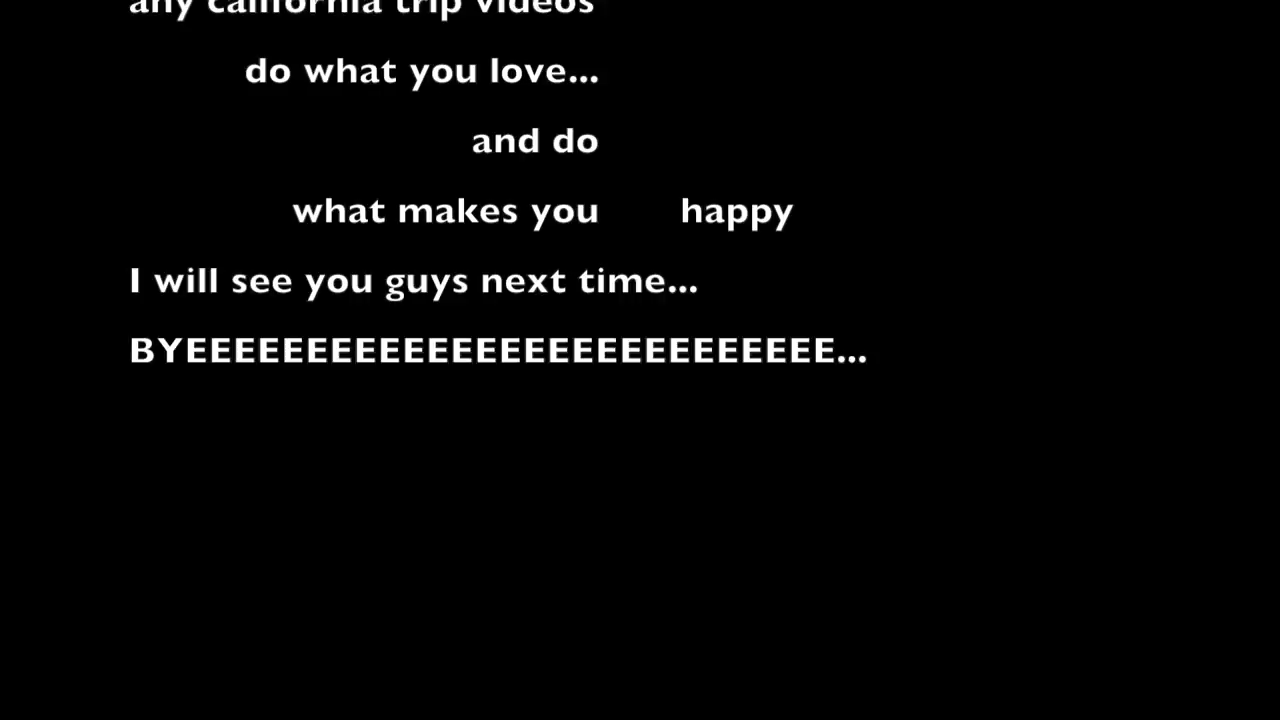 any california trip videos
do what you love...
and do
what makes you happy
I will see you guys next time...
BYEEEEEEEEEEEEEEEEEEEEEEEEEEE...